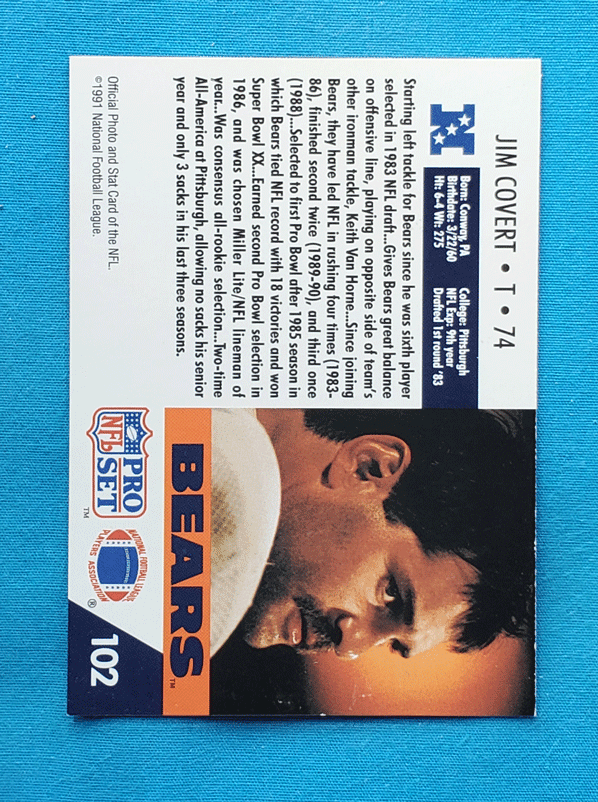 JIM COVERT • T • 74
N
Born: Conway, PA
Birthdate: 3/22/60
Ht: 6-4 Wt: 275
College: Pittsburgh
NFL Exp: 9th year
Drafted 1st round '83
Starting left tackle for Bears since he was sixth player
selected in 1983 NFL draft...Gives Bears great balance
on offensive line, playing on opposite side of team's
other ironman tackle, Keith Van Horne...Since joining
Bears, they have led NFL in rushing four times (1983-
86), finished second twice (1989-90), and third once
(1988)...Selected to first Pro Bowl after 1985 season in
which Bears tied NFL record with 18 victories and won
Super Bowl XX...Earned second Pro Bowl selection in
1986, and was chosen Miller Lite/NFL lineman of
year...Was consensus all-rookie selection...Two-time
All-America at Pittsburgh, allowing no sacks his senior
year and only 3 sacks in his last three seasons.
Official Photo and Stat Card of the NFL.
©1991 National Football League.
BEARS™
NFL
PRO
SET
™
NATIONAL FOOTBALL LEAGUE
PLAYERS ASSOCIATION
®
102